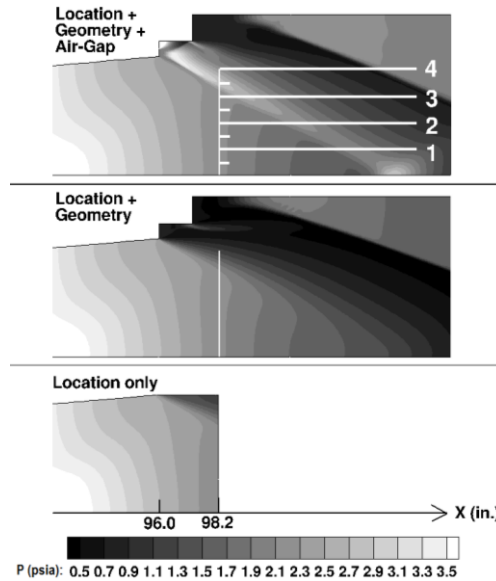 Location +
Geometry +
Air-Gap
4
3
2
1
Location +
Geometry
Location only
96.0 98.2 X (in.)
P (psia): 0.5 0.7 0.9 1.1 1.3 1.5 1.7 1.9 2.1 2.3 2.5 2.7 2.9 3.1 3.3 3.5